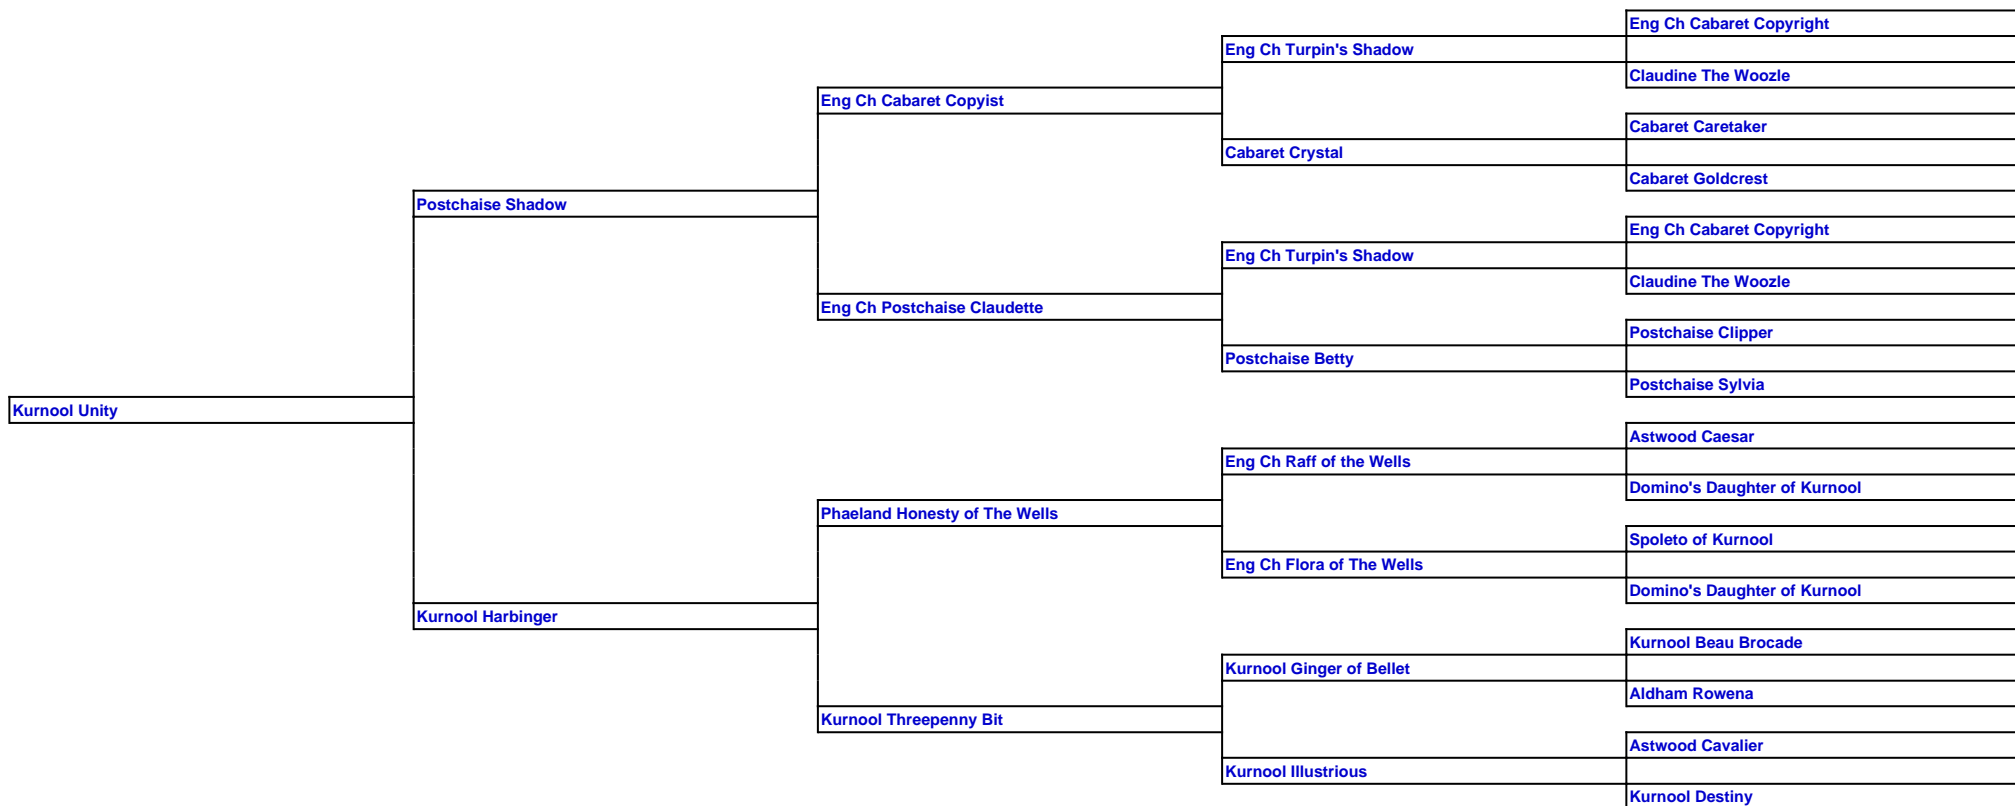 Eng Ch Cabaret Copyright
Eng Ch Turpin's Shadow
Claudine The Woozle
Eng Ch Cabaret Copyist
Cabaret Caretaker
Cabaret Crystal
Cabaret Goldcrest
Postchaise Shadow
Eng Ch Cabaret Copyright
Eng Ch Turpin's Shadow
Claudine The Woozle
Eng Ch Postchaise Claudette
Postchaise Clipper
Postchaise Betty
Postchaise Sylvia
Kurnool Unity
Astwood Caesar
Eng Ch Raff of the Wells
Domino's Daughter of Kurnool
Phaeland Honesty of The Wells
Spoleto of Kurnool
Eng Ch Flora of The Wells
Domino's Daughter of Kurnool
Kurnool Harbinger
Kurnool Beau Brocade
Kurnool Ginger of Bellet
Aldham Rowena
Kurnool Threepenny Bit
Astwood Cavalier
Kurnool Illustrious
Kurnool Destiny